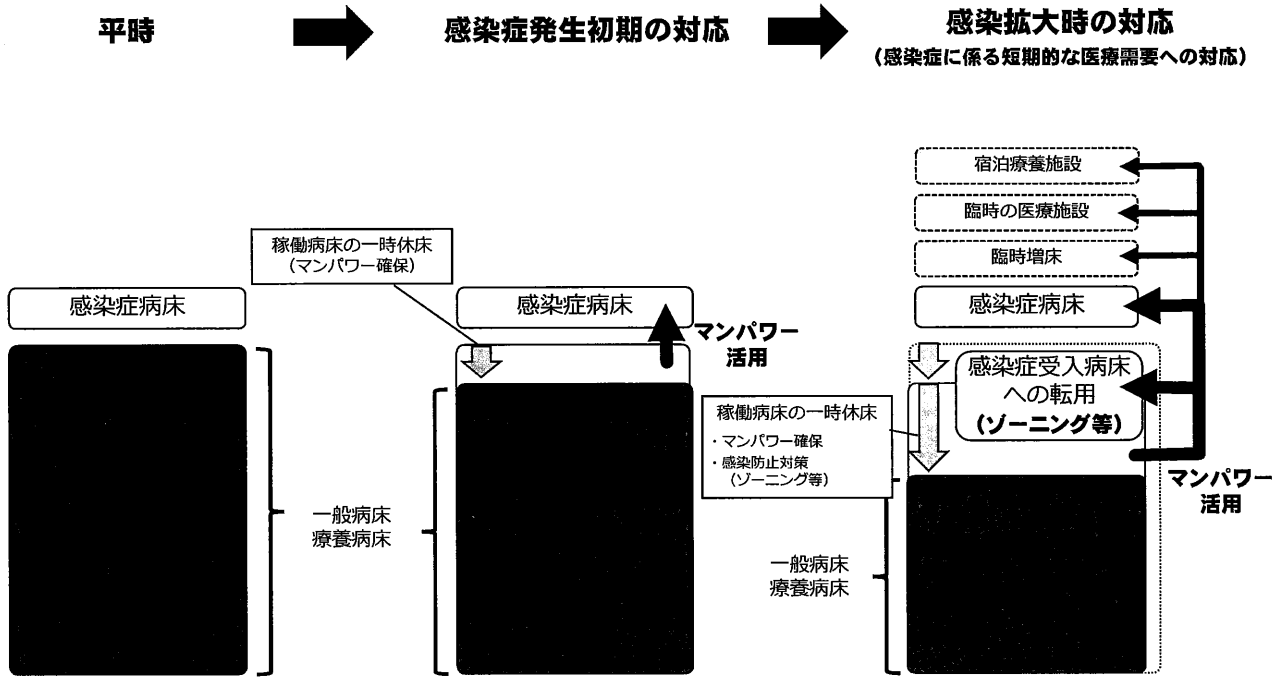 平時
感染症発生初期の対応
感染拡大時の対応
(感染症に係る短期的な医療需要への対応)
感染症病床
一般病床
療養病床
稼働病床の一時休床
(マンパワー確保)
感染症病床
マンパワー
活用
宿泊療養施設
臨時の医療施設
臨時増床
感染症病床
感染症受入病床
への転用
(ゾーニング等)
稼働病床の一時休床
・マンパワー確保
・感染防止対策
(ゾーニング等)
マンパワー
活用
一般病床
療養病床